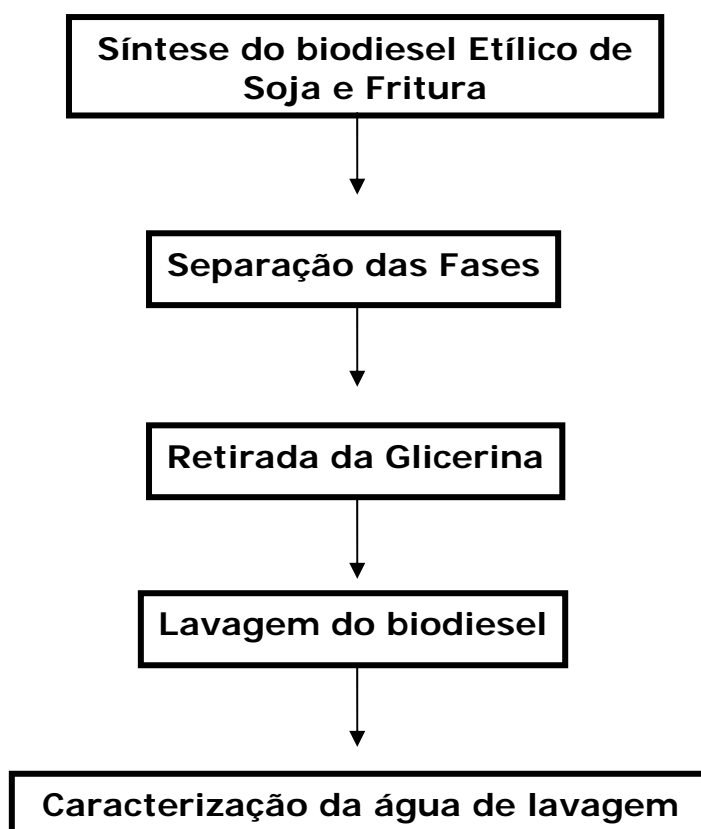 Síntese do biodiesel Etílico de
Soja e Fritura
Separação das Fases
Retirada da Glicerina
Lavagem do biodiesel
Caracterização da água de lavagem